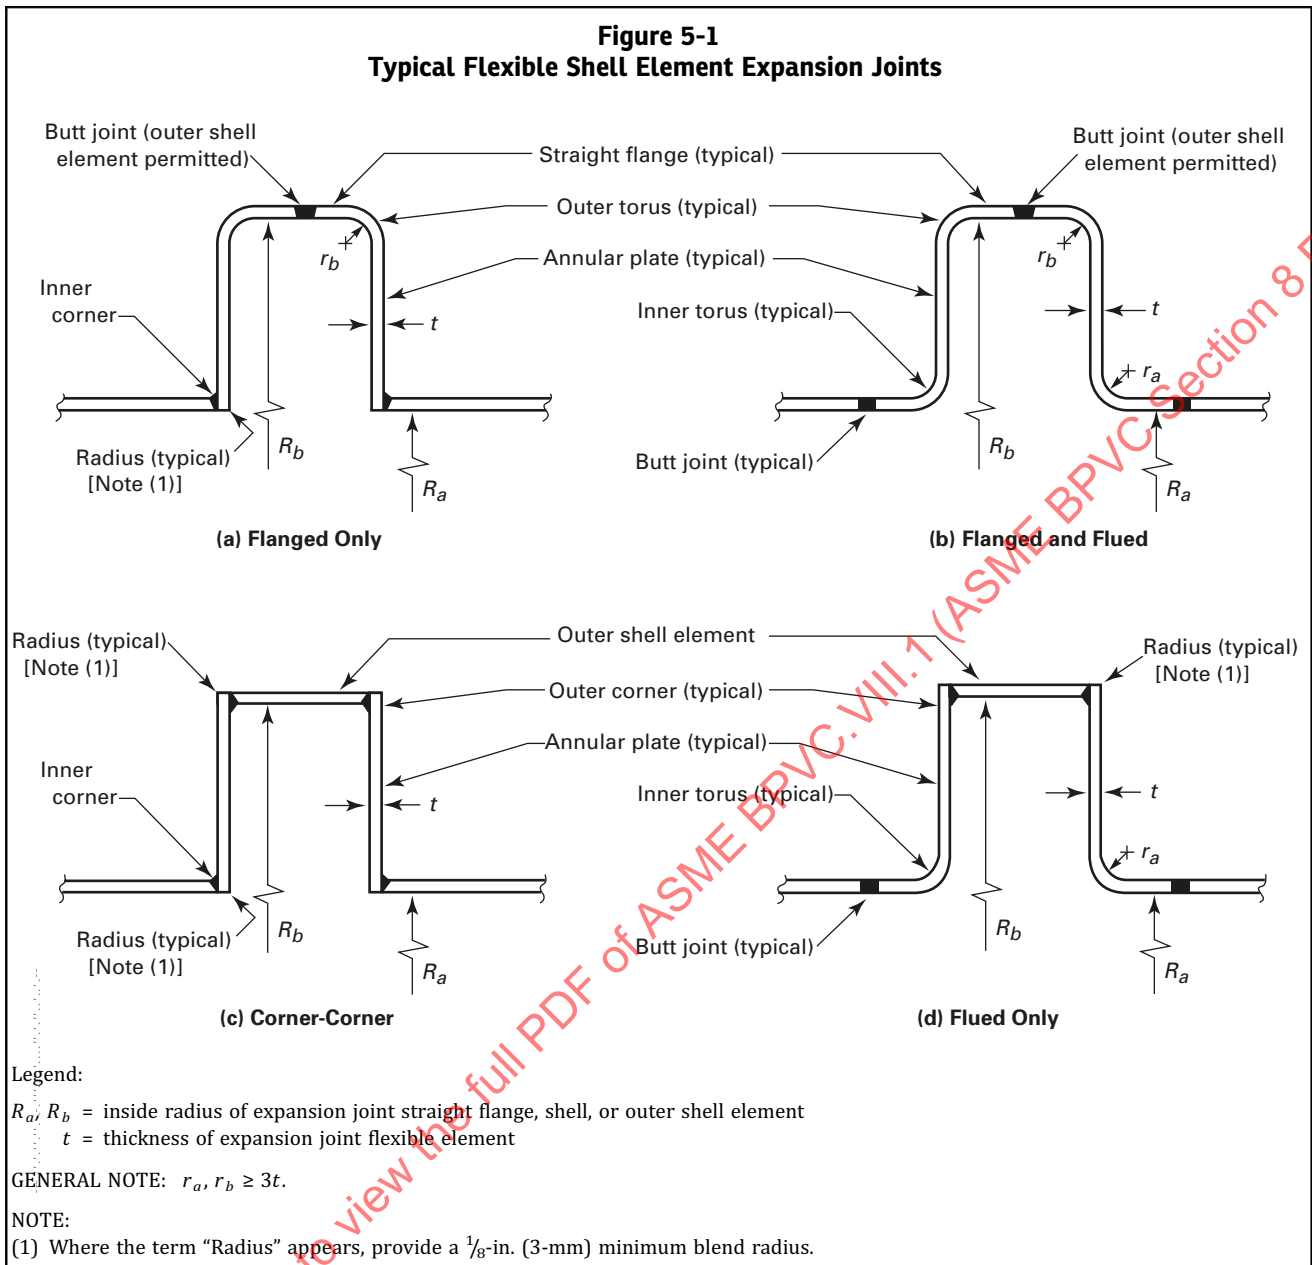 Figure 5-1
Typical Flexible Shell Element Expansion Joints
Butt joint (outer shell
element permitted)
Straight flange (typical)
Butt joint (outer shell
element permitted)
Outer torus (typical)
r_b
r_b
Annular plate (typical)
Inner
corner
Inner torus (typical)
t
t
r_a
Radius (typical)
[Note (1)]
R_b
R_a
Butt joint (typical)
R_b
R_a
(a) Flanged Only
(b) Flanged and Flued
Radius (typical)
[Note (1)]
Outer shell element
Radius (typical)
[Note (1)]
Outer corner (typical)
Annular plate (typical)
Inner
corner
Inner torus (typical)
t
t
r_a
Radius (typical)
[Note (1)]
R_b
R_a
Butt joint (typical)
R_b
R_a
(c) Corner-Corner
(d) Flued Only
Legend:
R_a, R_b = inside radius of expansion joint straight flange, shell, or outer shell element
t = thickness of expansion joint flexible element
GENERAL NOTE: r_a, r_b ≥ 3t.
NOTE:
(1) Where the term “Radius” appears, provide a 1/8-in. (3-mm) minimum blend radius.
to view the full PDF of ASME BPVC.VIII.1 (ASME BPVC Section 8